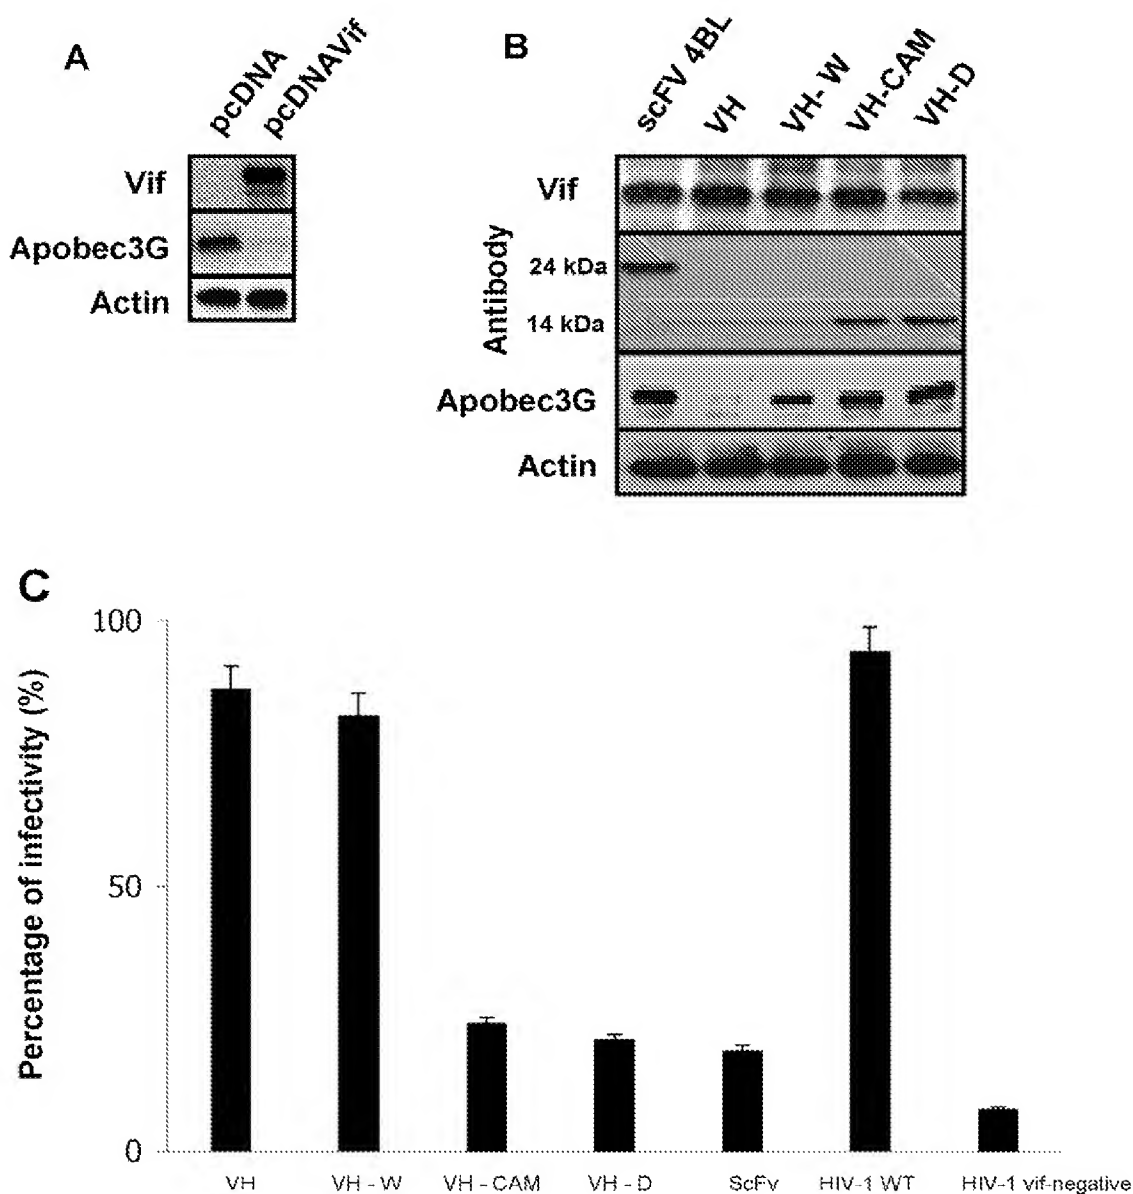 A
pcDNA
pcDNAVif
Vif
Apobec3G
Actin
B
scFV 4BL
VH
VH- W
VH-CAM
VH-D
Vif
Antibody
24 kDa
14 kDa
Apobec3G
Actin
C
Percentage of infectivity (%)
100
50
0
VH
VH - W
VH - CAM
VH - D
ScFv
HIV-1 WT
HIV-1 vif-negative